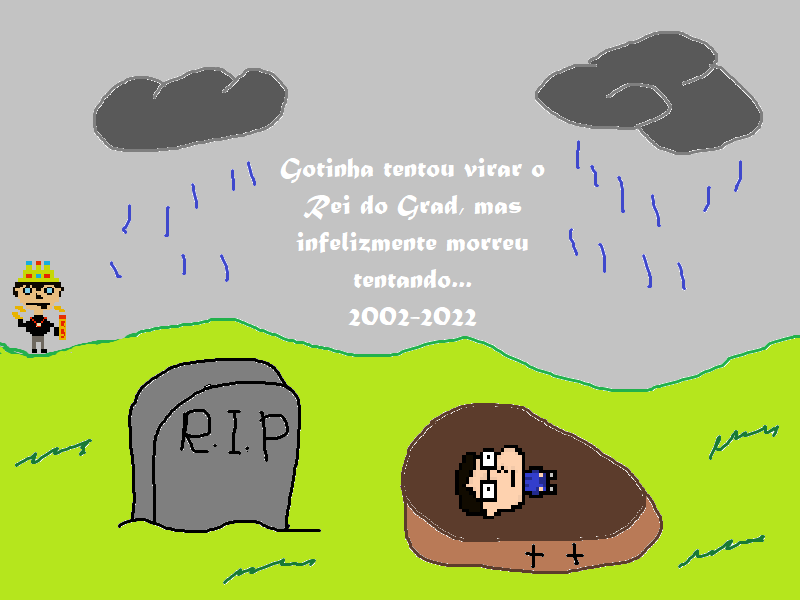 Gotinha tentou virar o
Rei do Grad, mas
infelizmente morreu
tentando...
2002-2022
R.I.P